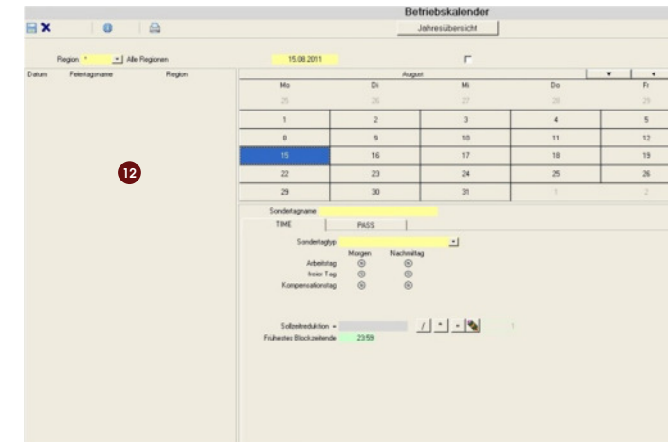 Betriebskalender
Jahresübersicht
Region: * Alle Regionen 15.08.2011
Datum Feiertagsname Region August
Mo Di Mi Do Fr
25 26 27 28 29
1 2 3 4 5
8 9 10 11 12
15 16 17 18 19
22 23 24 25 26
29 30 31 1 2
12
Sondertagname
TIME PASS
Sondertagtyp
Morgen Nachmittag
Arbeitstag
freier Tag
Kompensationstag
Sollzeitreduktion = / * - 1
Frühestes Blockzeitende 23:59